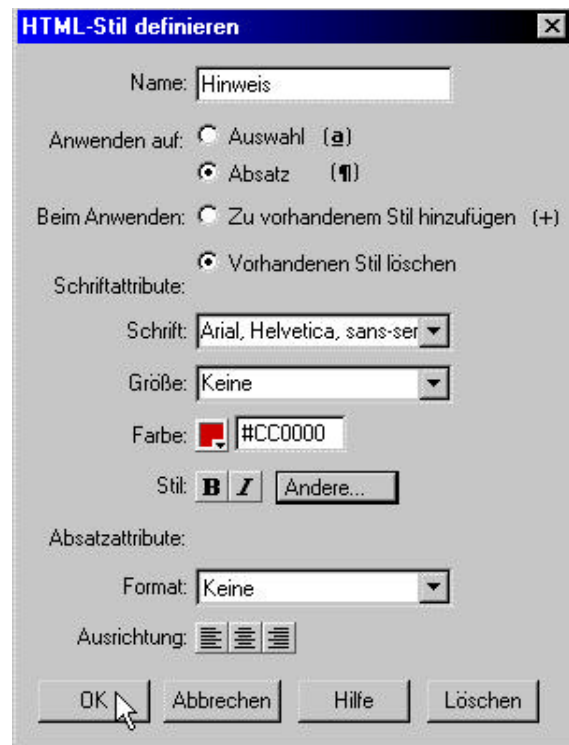 HTML-Stil definieren
Name: Hinweis
Anwenden auf: Auswahl (a)
Absatz (¶)
Beim Anwenden: Zu vorhandenem Stil hinzufügen (+)
Vorhandenen Stil löschen
Schriftattribute:
Schrift: Arial, Helvetica, sans-ser
Größe: Keine
Farbe: #CC0000
Stil: B I Andere...
Absatzattribute:
Format: Keine
Ausrichtung:
OK Abbrechen Hilfe Löschen